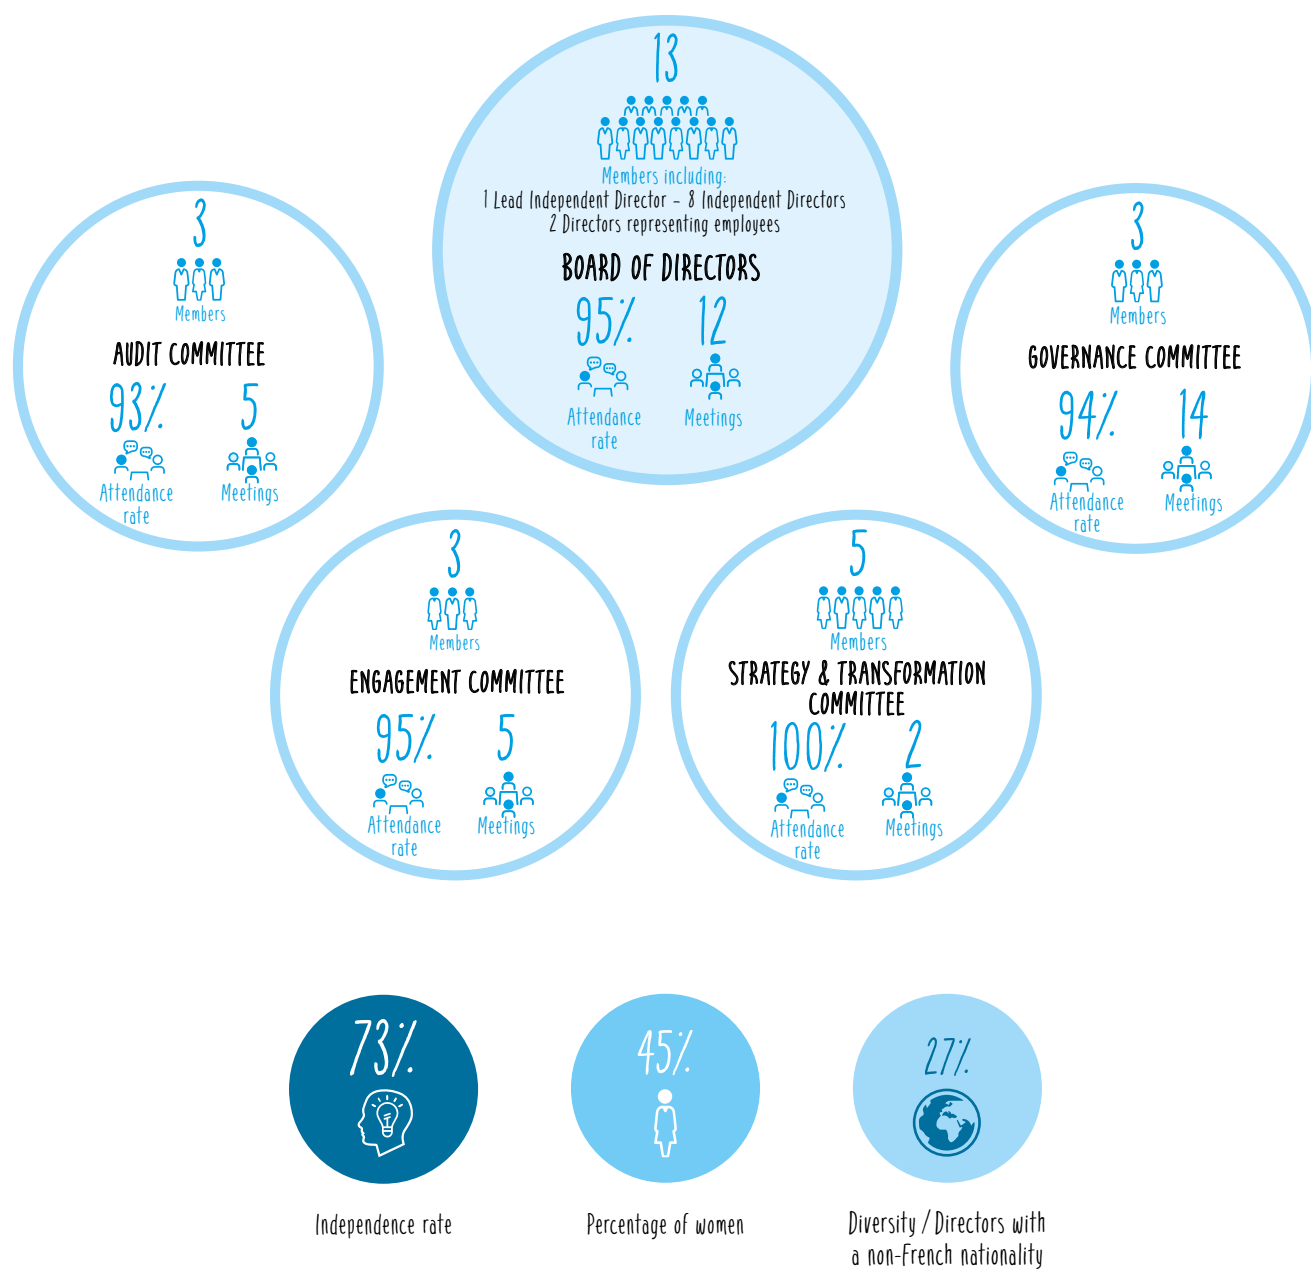 13
Members including:
1 Lead Independent Director – 8 Independent Directors
2 Directors representing employees
BOARD OF DIRECTORS
95% 12
Attendance rate
Meetings
3
Members
AUDIT COMMITTEE
93% 5
Attendance
rate
Meetings
3
Members
GOVERNANCE COMMITTEE
94% 14
Attendance
rate
Meetings
3
Members
ENGAGEMENT COMMITTEE
95% 5
Attendance
rate
Meetings
5
Members
STRATEGY & TRANSFORMATION
COMMITTEE
100% 2
Attendance
rate
Meetings
73%
Independence rate
45%
Percentage of women
27%
Diversity / Directors with
a non-French nationality